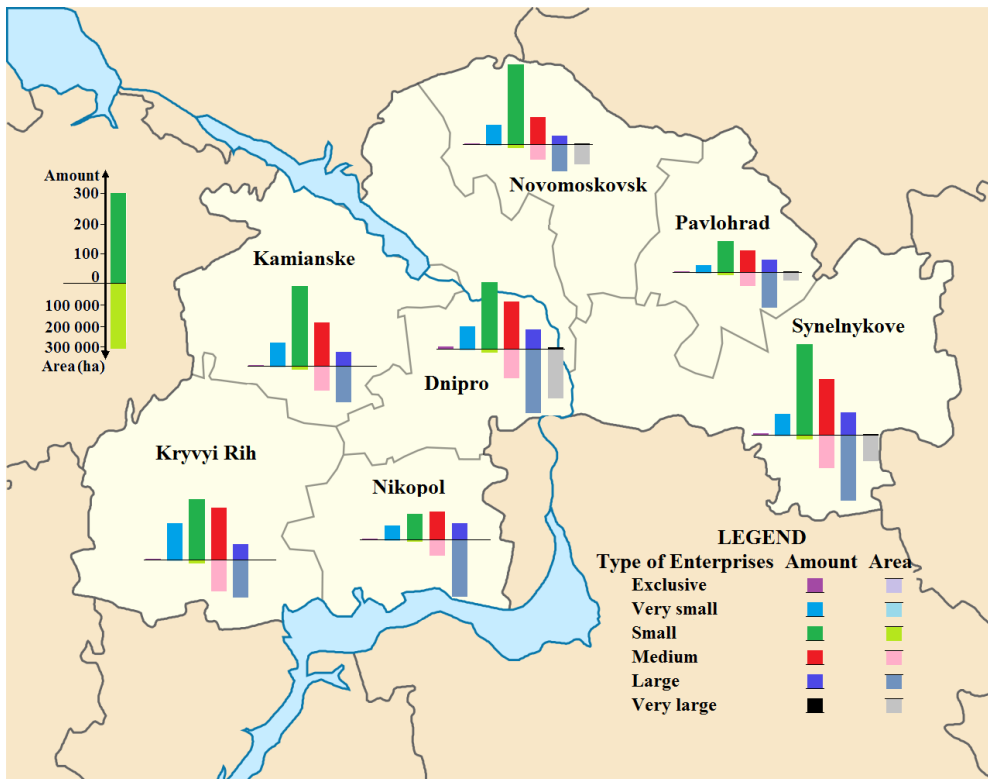 Novomoskovsk
Amount
300
200
100
0
100 000
200 000
300 000
Area (ha)
Pavlohrad
Kamianske
Synelnykove
Dnipro
Kryvyi Rih
Nikopol
LEGEND
Type of Enterprises Amount Area
Exclusive
Very small
Small
Medium
Large
Very large